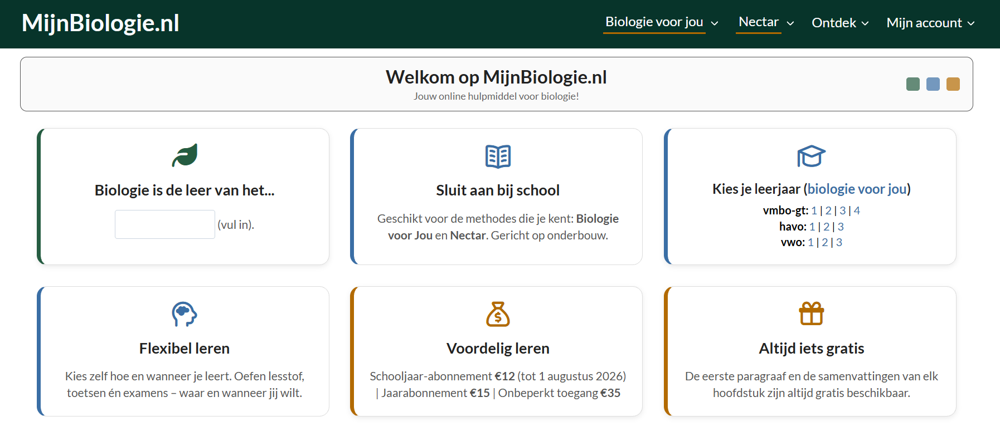 MijnBiologie.nl
Biologie voor jou
Nectar
Ontdek
Mijn account
Welkom op MijnBiologie.nl
Jouw online hulpmiddel voor biologie!
Biologie is de leer van het...
(vul in).
Sluit aan bij school
Geschikt voor de methodes die je kent: Biologie
voor Jou en Nectar. Gericht op onderbouw.
Kies je leerjaar (biologie voor jou)
vmbo-gt: 1 | 2 | 3 | 4
havo: 1 | 2 | 3
vwo: 1 | 2 | 3
Flexibel leren
Kies zelf hoe en wanneer je leert. Oefen lesstof,
toetsen én examens – waar en wanneer jij wilt.
$
Voordelig leren
Schooljaar-abonnement €12 (tot 1 augustus 2026)
| Jaarabonnement €15 | Onbeperkt toegang €35
Altijd iets gratis
De eerste paragraaf en de samenvattingen van elk
hoofdstuk zijn altijd gratis beschikbaar.